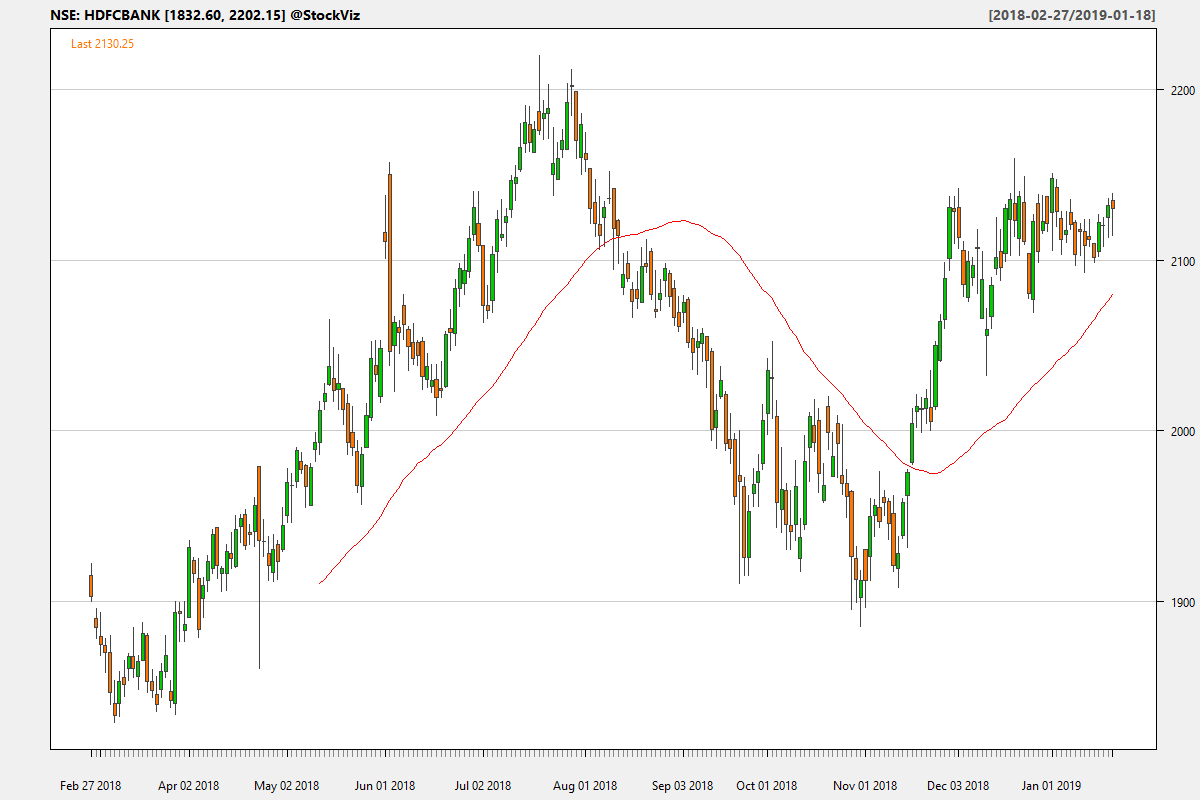 NSE: HDFCBANK [1832.60, 2202.15] @StockViz [2018-02-27/2019-01-18]
Last 2130.25
2200
2100
2000
1900
Feb 27 2018 Apr 02 2018 May 02 2018 Jun 01 2018 Jul 02 2018 Aug 01 2018 Sep 03 2018 Oct 01 2018 Nov 01 2018 Dec 03 2018 Jan 01 2019